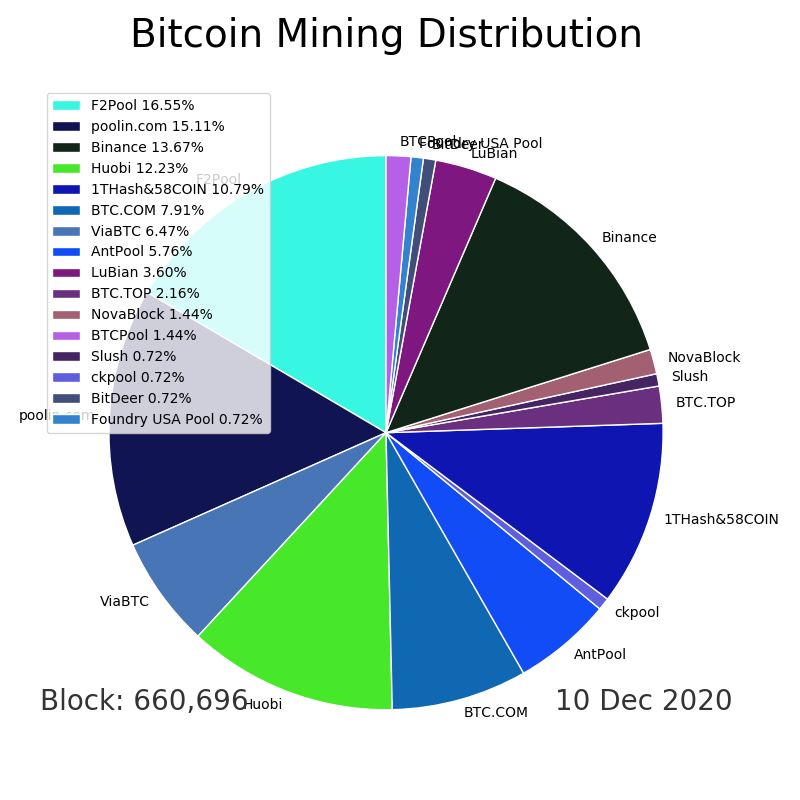 Bitcoin Mining Distribution
F2Pool 16.55%
poolin.com 15.11%
Binance 13.67%
Huobi 12.23%
1THash&58COIN 10.79%
BTC.COM 7.91%
ViaBTC 6.47%
AntPool 5.76%
LuBian 3.60%
BTC.TOP 2.16%
NovaBlock 1.44%
BTCPool 1.44%
Slush 0.72%
ckpool 0.72%
BitDeer 0.72%
Foundry USA Pool 0.72%
BTCPool
Foundry USA Pool
BitDeer
LuBian
F2Pool
Binance
NovaBlock
Slush
BTC.TOP
poolin.com
1THash&58COIN
ViaBTC
ckpool
AntPool
Huobi
BTC.COM
Block: 660,696
10 Dec 2020